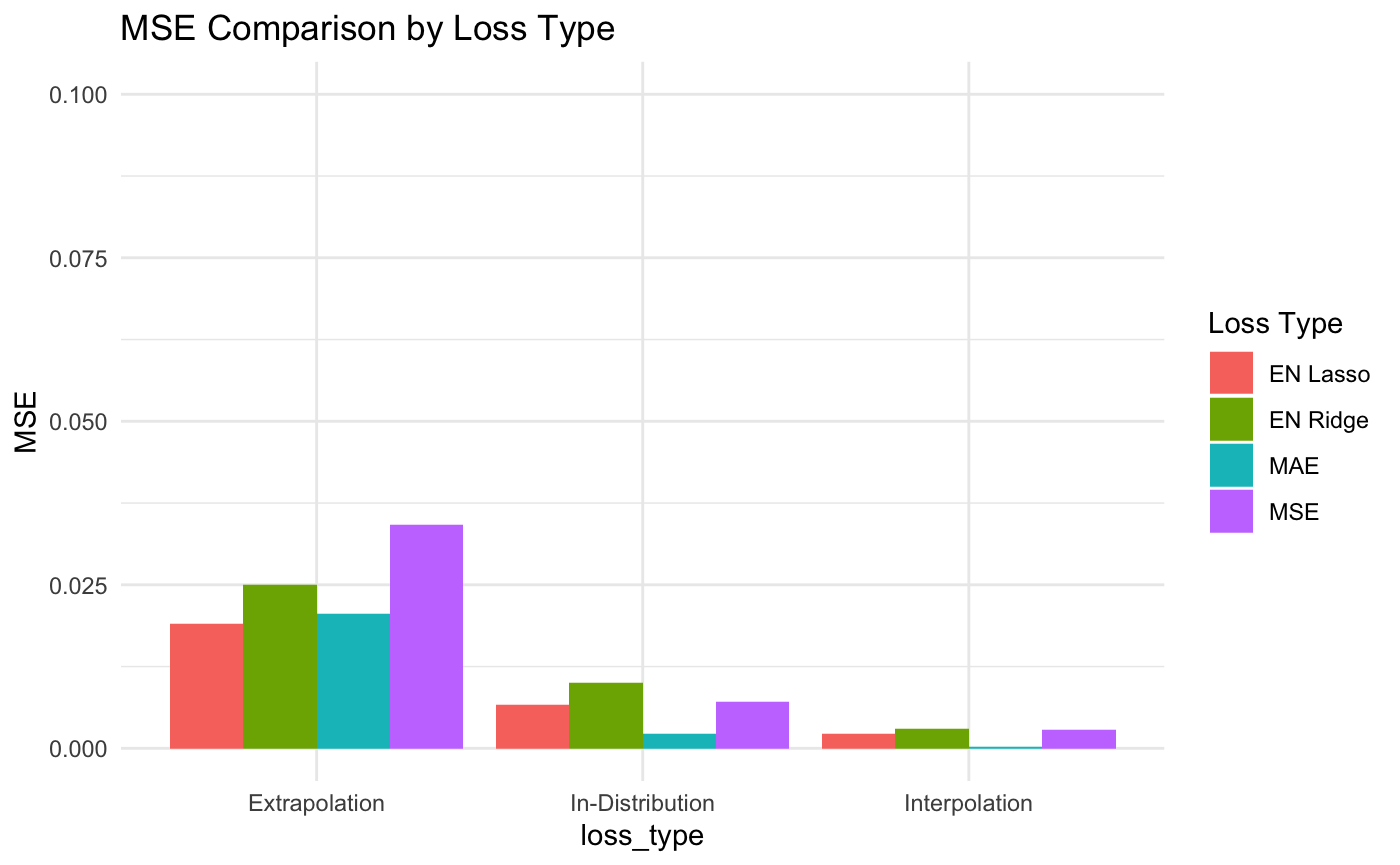 MSE Comparison by Loss Type
0.100
0.075
0.050
0.025
0.000
MSE
Extrapolation In-Distribution Interpolation
loss_type
Loss Type
EN Lasso
EN Ridge
MAE
MSE